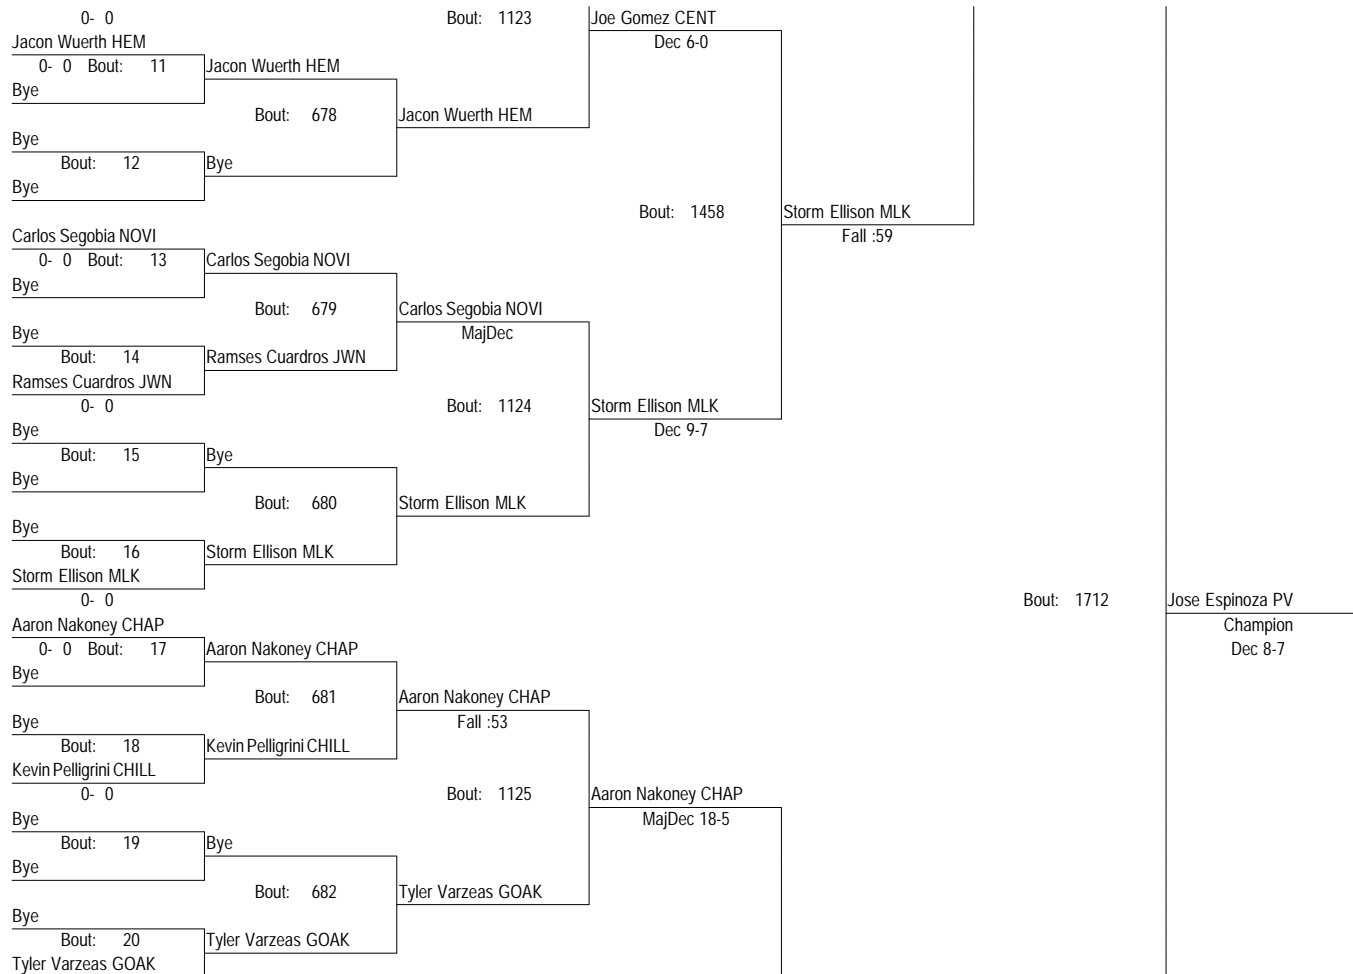 0- 0 Bout: 1123 Joe Gomez CENT
Jacon Wuerth HEM Dec 6-0
0- 0 Bout: 11 Jacon Wuerth HEM
Bye
Bout: 678 Jacon Wuerth HEM
Bye
Bout: 12 Bye
Bye
Bout: 1458 Storm Ellison MLK
Carlos Segobia NOVI Fall :59
0- 0 Bout: 13 Carlos Segobia NOVI
Bye
Bout: 679 Carlos Segobia NOVI
Bye MajDec
Bout: 14 Ramses Cuardros JWN
Ramses Cuardros JWN
0- 0 Bout: 1124 Storm Ellison MLK
Bye Dec 9-7
Bout: 15 Bye
Bye
Bout: 680 Storm Ellison MLK
Bye
Bout: 16 Storm Ellison MLK
Storm Ellison MLK
0- 0 Bout: 1712 Jose Espinoza PV
Aaron Nakoney CHAP Champion
0- 0 Bout: 17 Aaron Nakoney CHAP Dec 8-7
Bye
Bout: 681 Aaron Nakoney CHAP
Bye Fall :53
Bout: 18 Kevin Pelligrini CHILL
Kevin Pelligrini CHILL
0- 0 Bout: 1125 Aaron Nakoney CHAP
Bye MajDec 18-5
Bout: 19 Bye
Bye
Bout: 682 Tyler Varzeas GOAK
Bye
Bout: 20 Tyler Varzeas GOAK
Tyler Varzeas GOAK